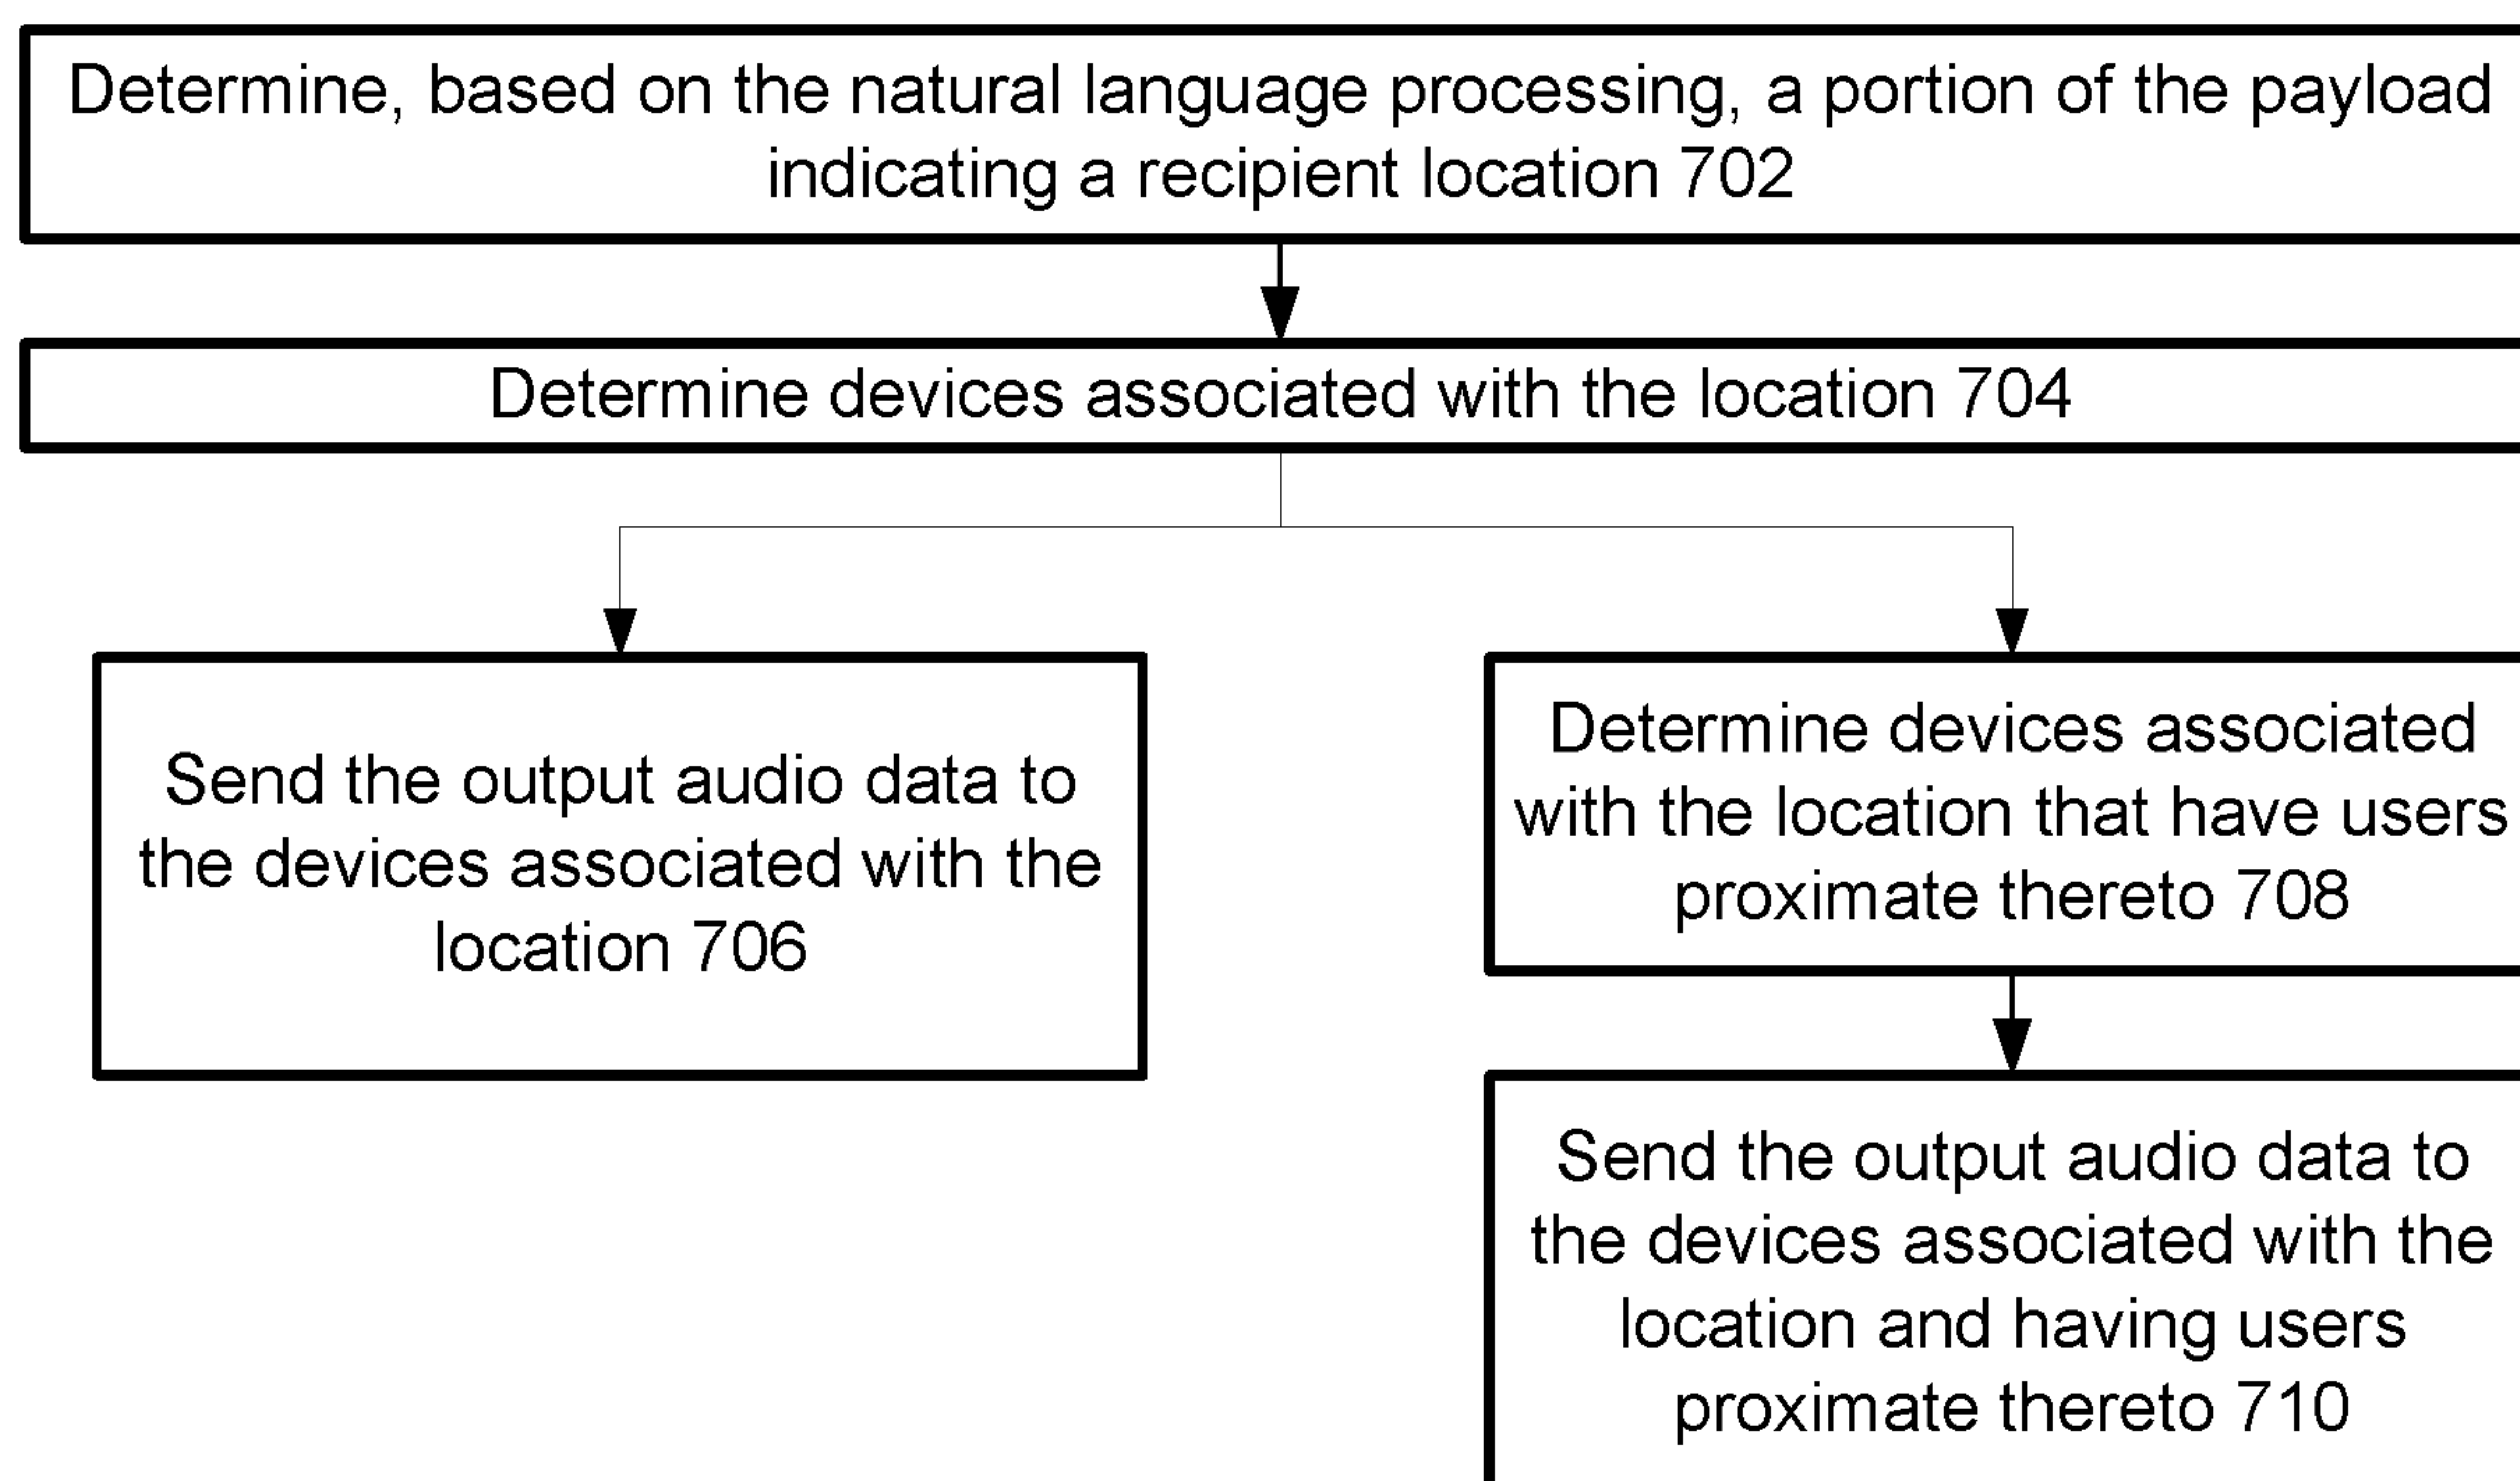 Determine, based on the natural language processing, a portion of the payload
indicating a recipient location 702
Determine devices associated with the location 704
Send the output audio data to
the devices associated with the
location 706
Determine devices associated
with the location that have users
proximate thereto 708
Send the output audio data to
the devices associated with the
location and having users
proximate thereto 710